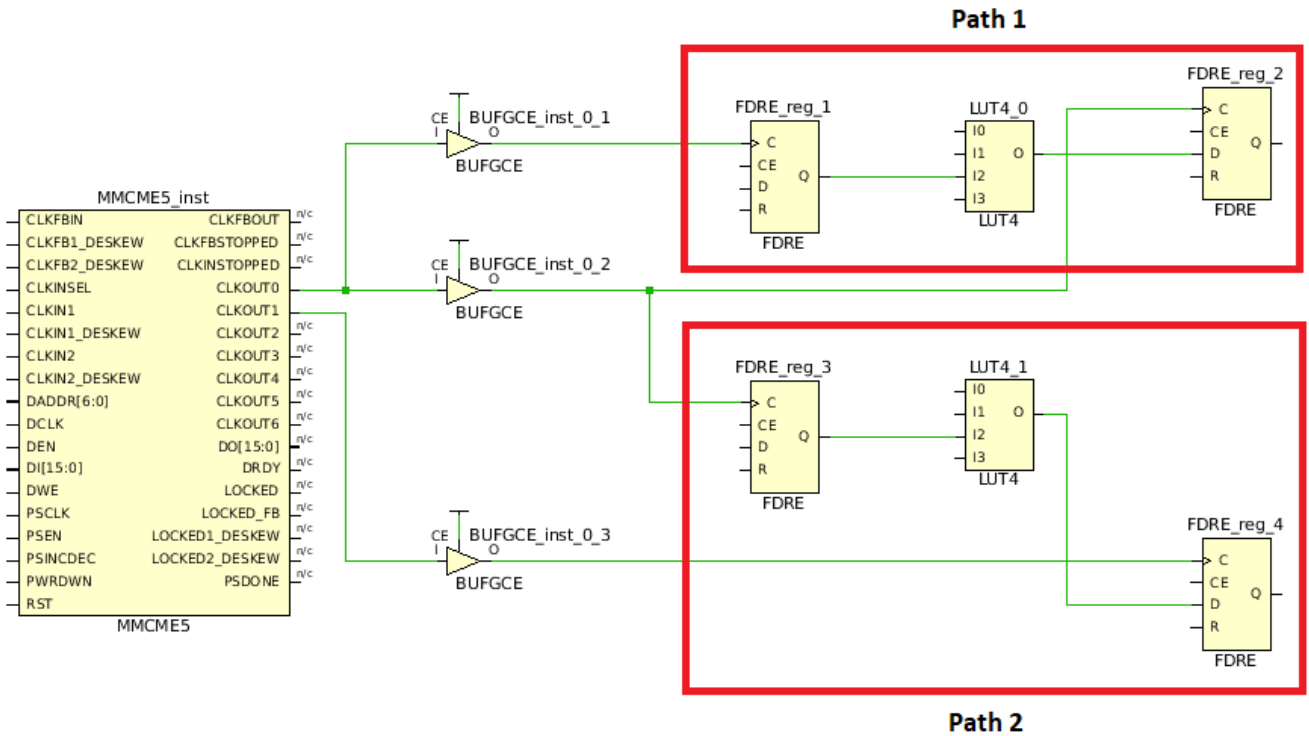 Path 1
MMCME5_inst
CLKFBIN
CLKFB1_DESKEW
CLKFB2_DESKEW
CLKINSEL
CLKIN1
CLKIN1_DESKEW
CLKIN2
CLKIN2_DESKEW
DADDR[6:0]
DCLK
DEN
DI[15:0]
DWE
PSCLK
PSEN
PSINCDEC
PWRDWN
RST
CLKFBOUT n/c
CLKFBSTOPPED n/c
CLKINSTOPPED n/c
CLKOUT0
CLKOUT1
CLKOUT2 n/c
CLKOUT3 n/c
CLKOUT4 n/c
CLKOUT5 n/c
CLKOUT6 n/c
DO[15:0] n/c
DRDY n/c
LOCKED n/c
LOCKED_FB n/c
LOCKED1_DESKEW n/c
LOCKED2_DESKEW n/c
PSDONE n/c
MMCME5
BUFGCE_inst_0_1
CE
I
O
BUFGCE
BUFGCE_inst_0_2
CE
I
O
BUFGCE
BUFGCE_inst_0_3
CE
I
O
BUFGCE
FDRE_reg_1
C
CE
D
R
Q
FDRE
LUT4_0
I0
I1
I2
I3
O
LUT4
FDRE_reg_2
C
CE
D
R
Q
FDRE
FDRE_reg_3
C
CE
D
R
Q
FDRE
LUT4_1
I0
I1
I2
I3
O
LUT4
FDRE_reg_4
C
CE
D
R
Q
FDRE
Path 2